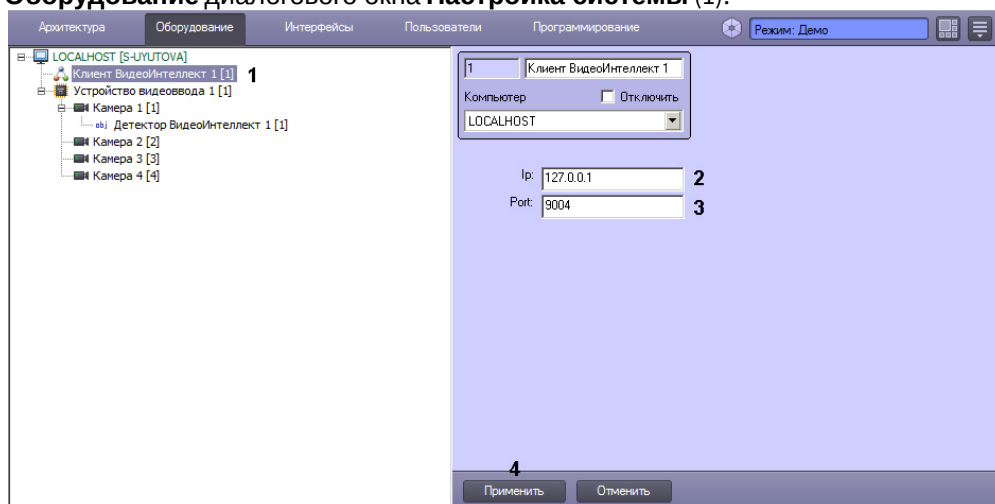 Оборудование диалогового окна Настройка системы (1).
Архитектура Оборудование Интерфейсы Пользователи Программирование Режим: Демо
LOCALHOST [S-UYUTOVA]
Клиент ВидеоИнтеллект 1 [1] 1
Устройство видеоввода 1 [1]
Камера 1 [1]
obj Детектор ВидеоИнтеллект 1 [1]
Камера 2 [2]
Камера 3 [3]
Камера 4 [4]
1 Клиент ВидеоИнтеллект 1
Компьютер Отключить
LOCALHOST
Ip: 127.0.0.1 2
Port: 9004 3
4
Применить Отменить